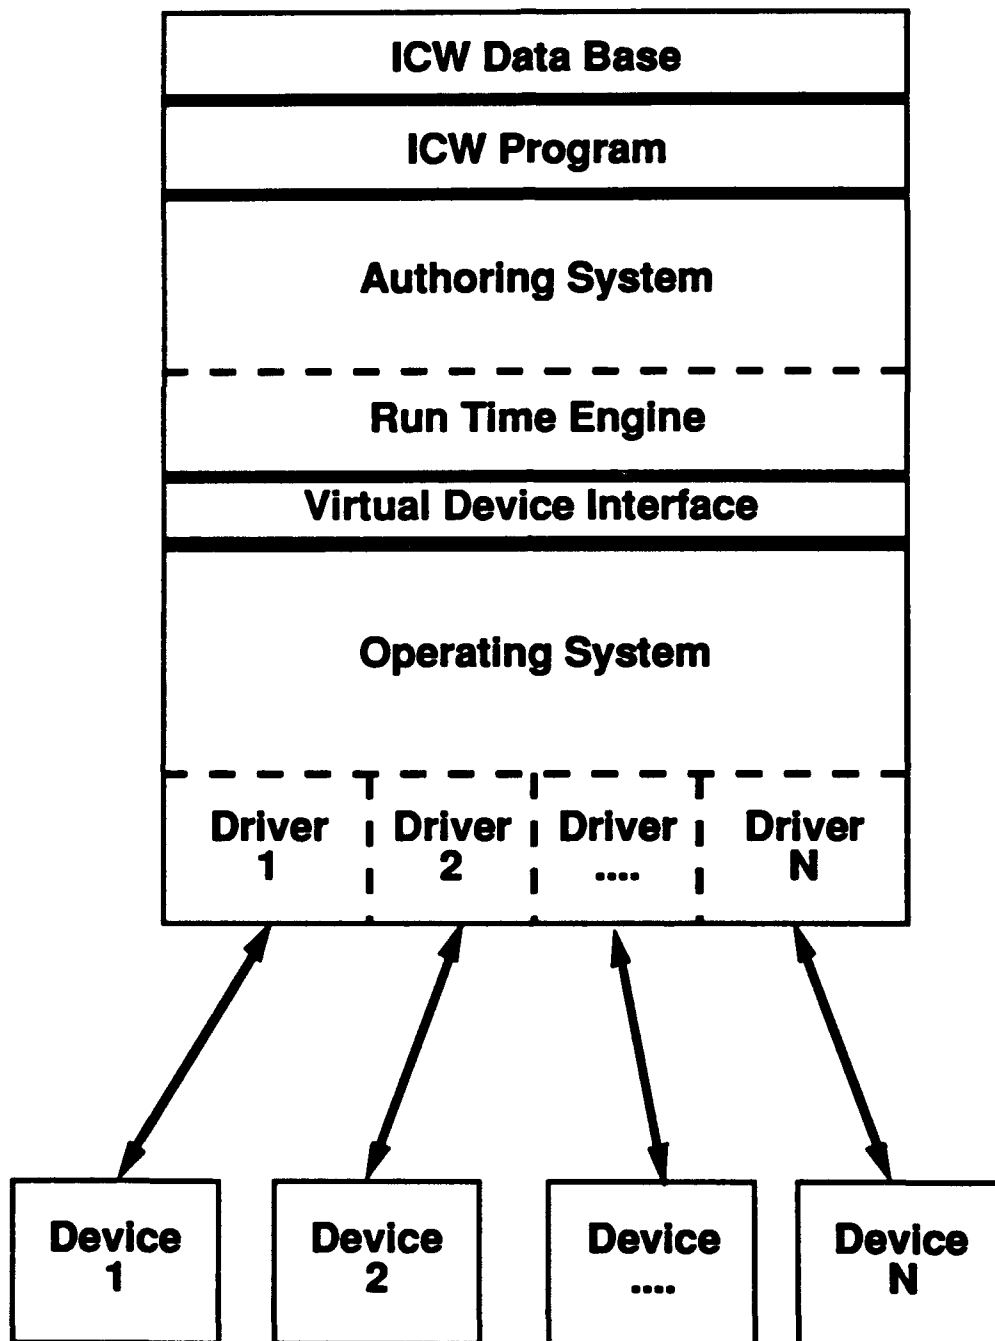 ICW Data Base
ICW Program
Authoring System
Run Time Engine
Virtual Device Interface
Operating System
Driver
1
Driver
2
Driver
....
Driver
N
Device
1
Device
2
Device
....
Device
N